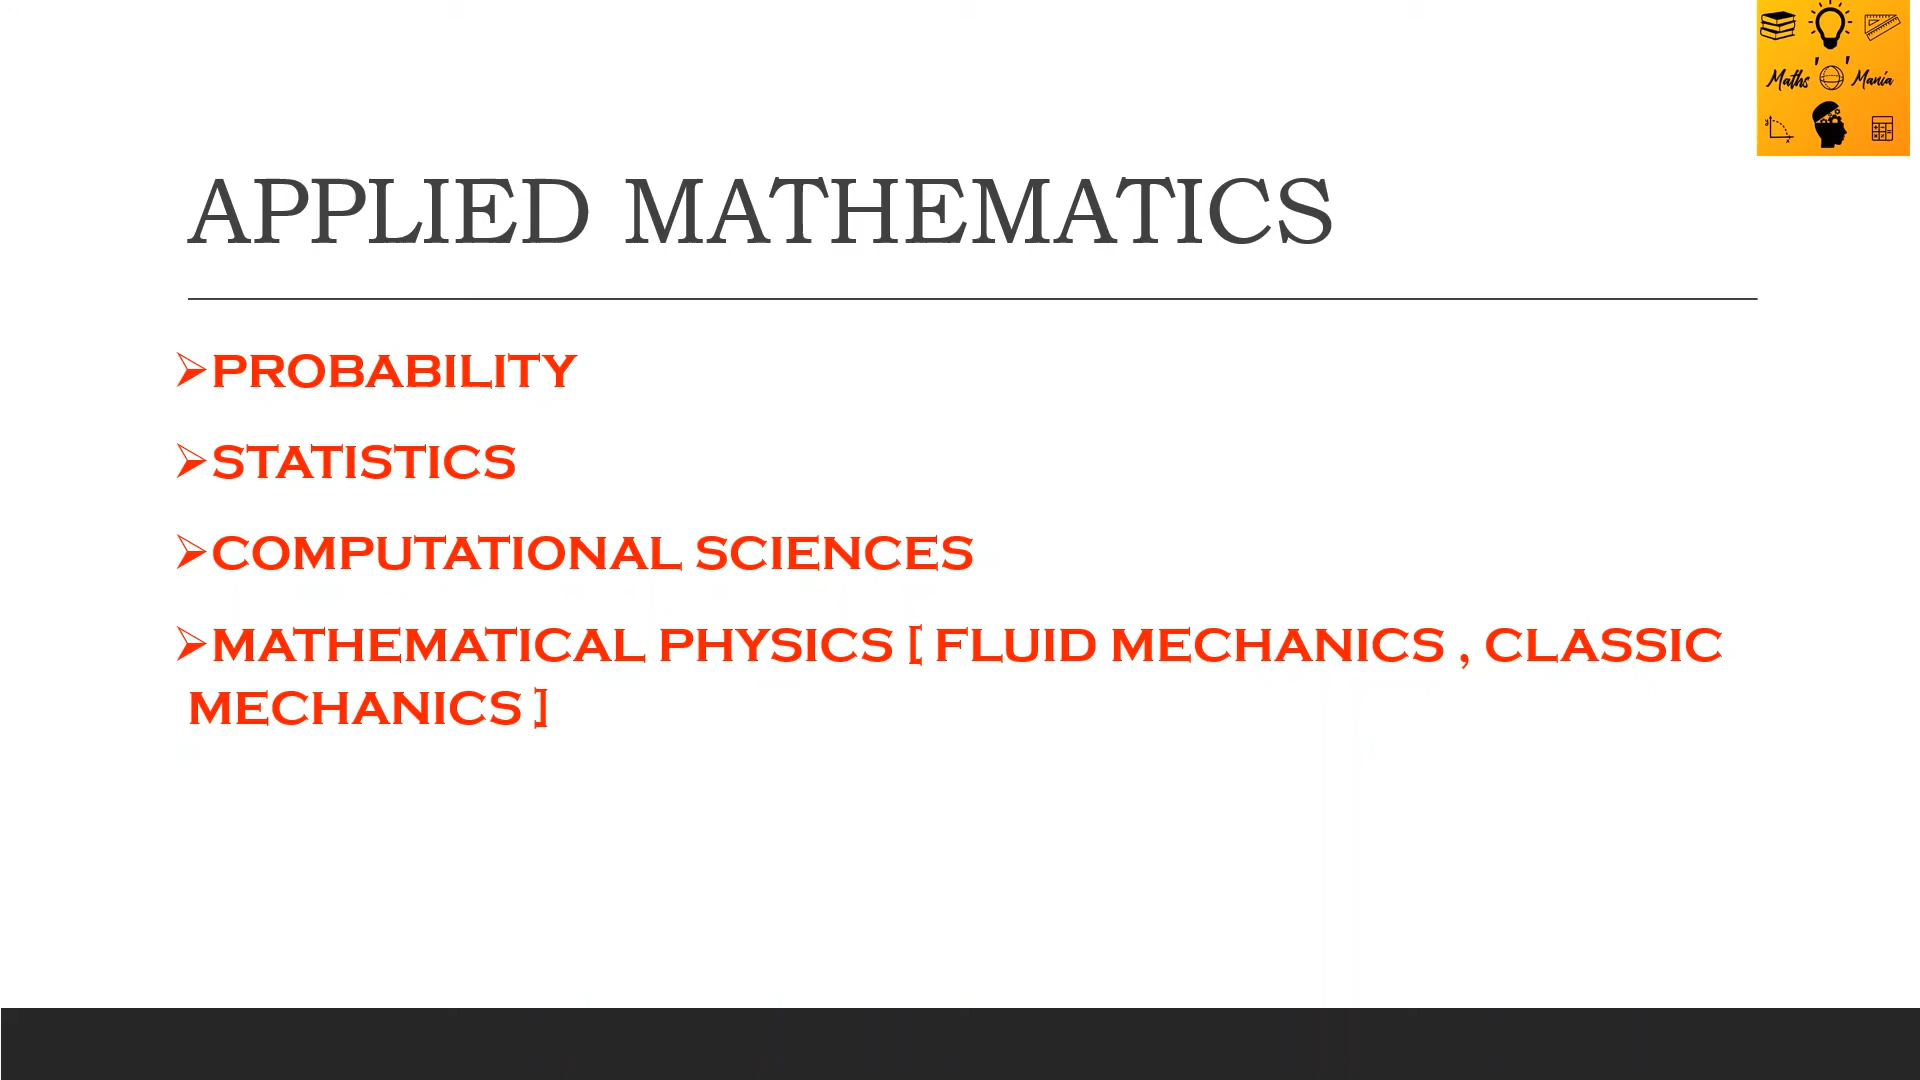 Maths Mania
APPLIED MATHEMATICS
➢PROBABILITY
➢STATISTICS
➢COMPUTATIONAL SCIENCES
➢MATHEMATICAL PHYSICS [ FLUID MECHANICS , CLASSIC
MECHANICS ]